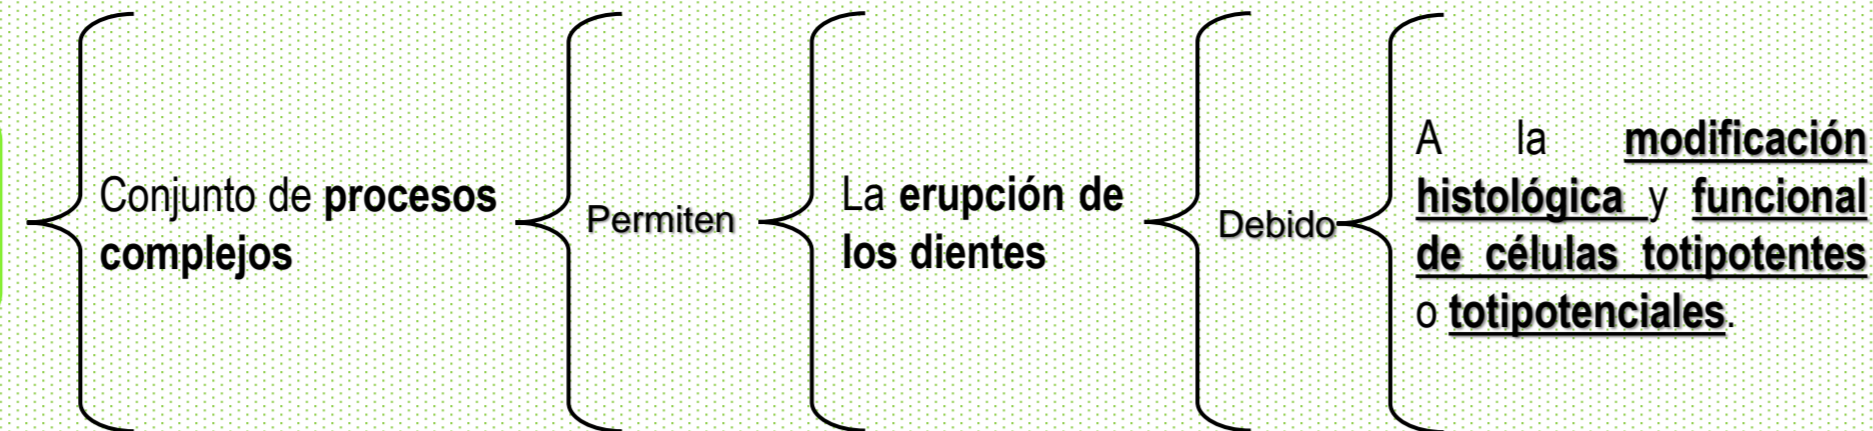 Conjunto de procesos
complejos
Permiten
La erupción de
los dientes
Debido
A la modificación
histológica y funcional
de células totipotentes
o totipotenciales.